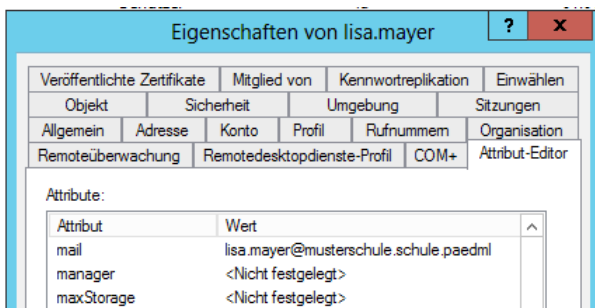 Eigenschaften von lisa.mayer ? x
Veröffentlichte Zertifikate Mitglied von Kennwortreplikation Einwählen
Objekt Sicherheit Umgebung Sitzungen
Allgemein Adresse Konto Profil Rufnummern Organisation
Remoteüberwachung Remotedesktopdienste-Profil COM+ Attribut-Editor
Attribute:
Attribut Wert
mail lisa.mayer@musterschule.schule.paedml
manager <Nicht festgelegt>
maxStorage <Nicht festgelegt>